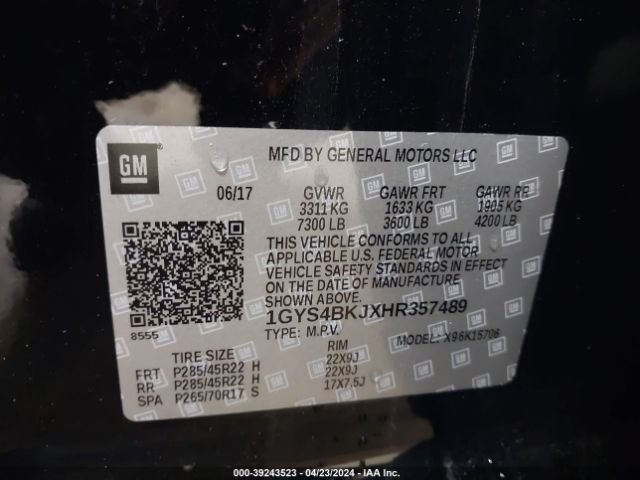 GM
MFD BY GENERAL MOTORS LLC
06/17 GVWR GAWR FRT GAWR RR
3311 KG 1633 KG 1905 KG
7300 LB 3600 LB 4200 LB
THIS VEHICLE CONFORMS TO ALL
APPLICABLE U.S. FEDERAL MOTOR
VEHICLE SAFETY STANDARDS IN EFFECT
ON THE DATE OF MANUFACTURE
SHOWN ABOVE.
1GYS4BKJXHR357489
TYPE: M.P.V. MODEL: X96K15706
8555
TIRE SIZE RIM
FRT P285/45R22 H 22X9J
RR P285/45R22 H 22X9J
SPA P265/70R17 S 17X7.5J
000-39243523 - 04/23/2024 - IAA Inc.